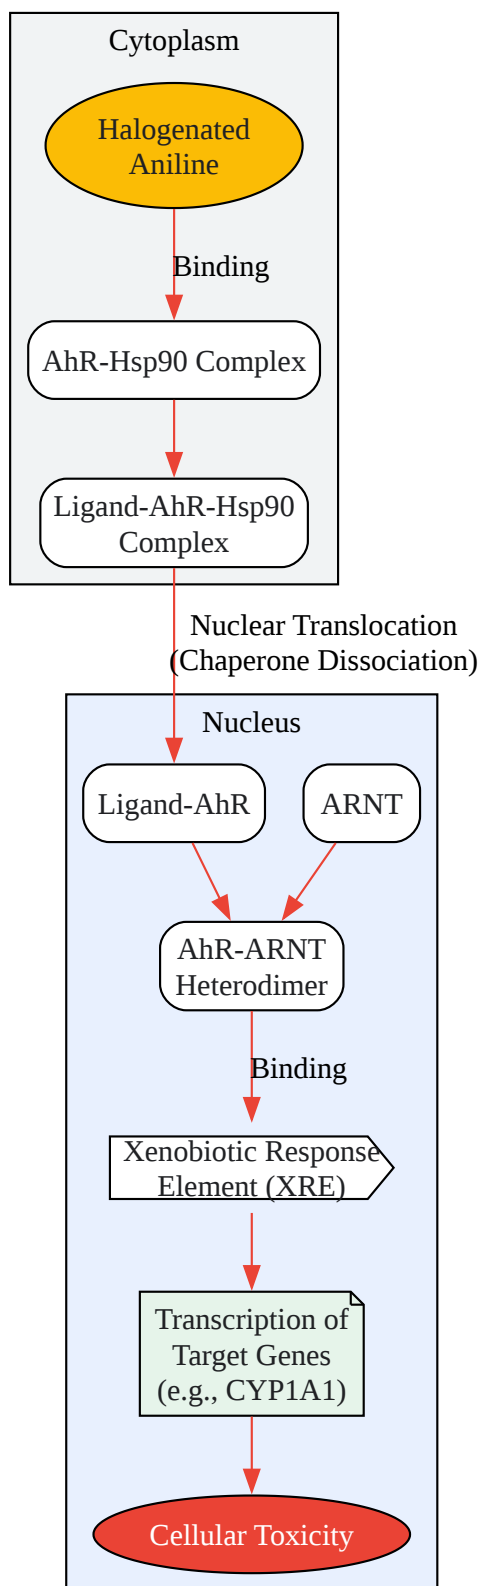 Cytoplasm
Halogenated
Aniline
Binding
AhR-Hsp90 Complex
Ligand-AhR-Hsp90
Complex
Nuclear Translocation
(Chaperone Dissociation)
Nucleus
Ligand-AhR
ARNT
AhR-ARNT
Heterodimer
Binding
Xenobiotic Response
Element (XRE)
Transcription of
Target Genes
(e.g., CYP1A1)
Cellular Toxicity